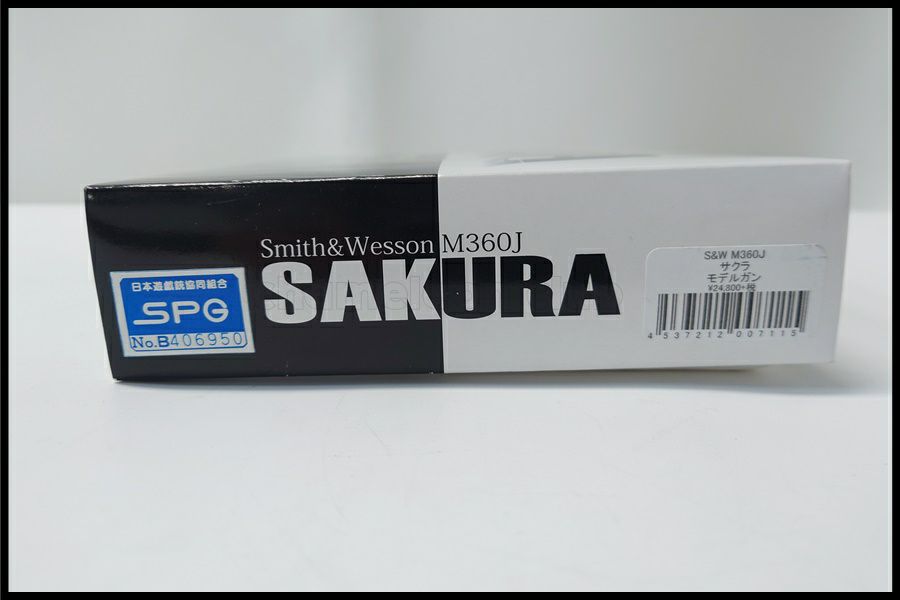 Smith&Wesson M360J
SAKURA
日本遊戯銃協同組合
SPG
No.B406950
S&W M360J
サクラ
モデルガン
¥24,800+税
4 537212 007115